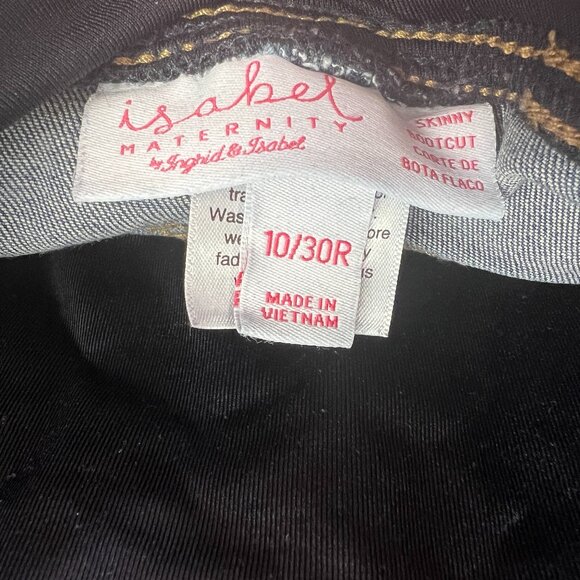 isabel
MATERNITY
by Ingrid & Isabel
SKINNY
BOOTCUT
CORTE DE
BOTA FLACO
Was
10/30R
MADE IN
VIETNAM